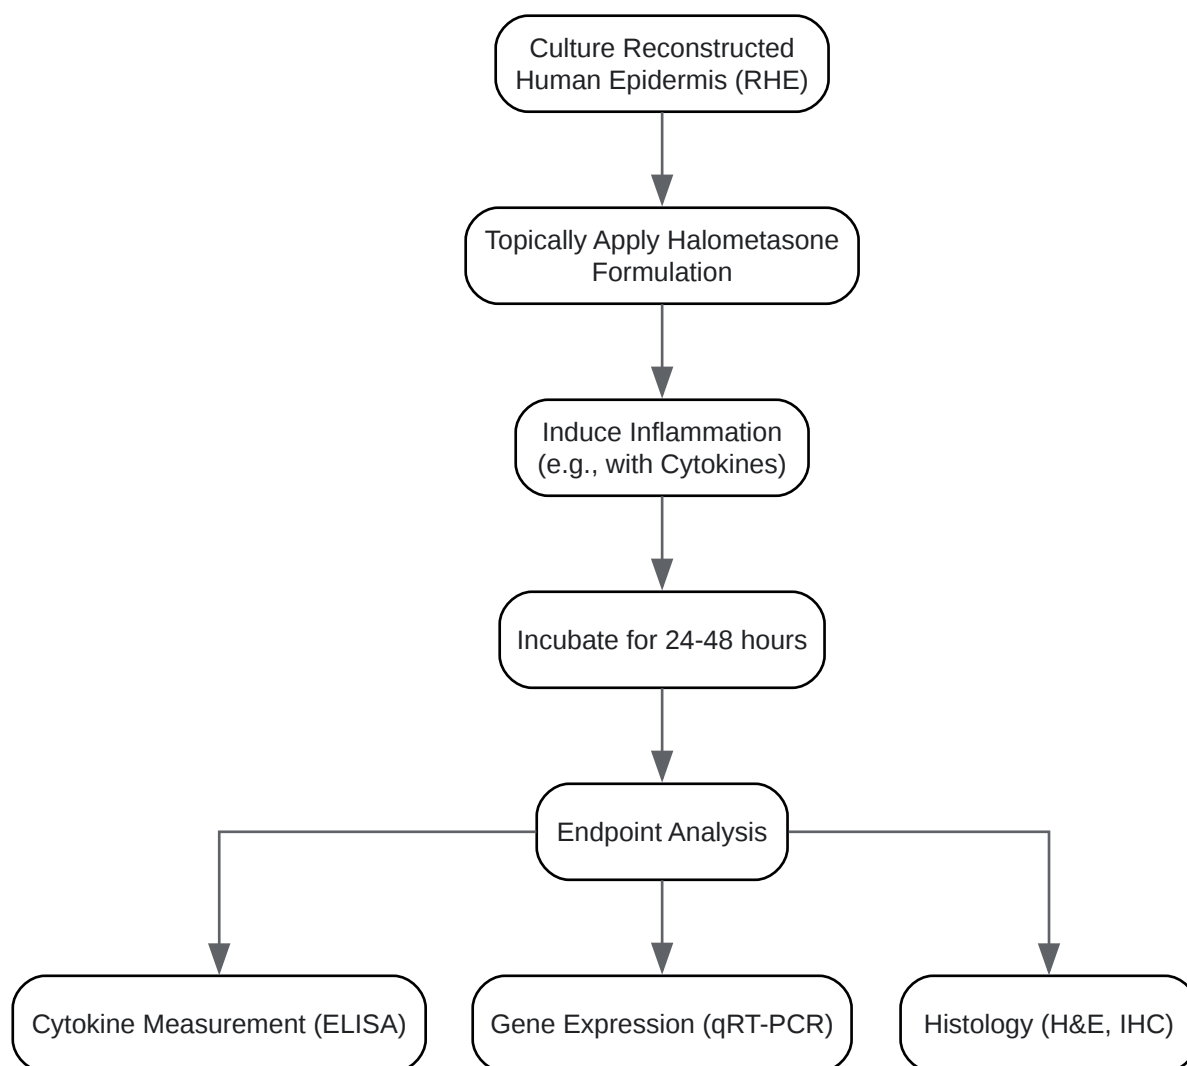 Culture Reconstructed
Human Epidermis (RHE)
Topically Apply Halometasone
Formulation
Induce Inflammation
(e.g., with Cytokines)
Incubate for 24-48 hours
Endpoint Analysis
Cytokine Measurement (ELISA)
Gene Expression (qRT-PCR)
Histology (H&E, IHC)